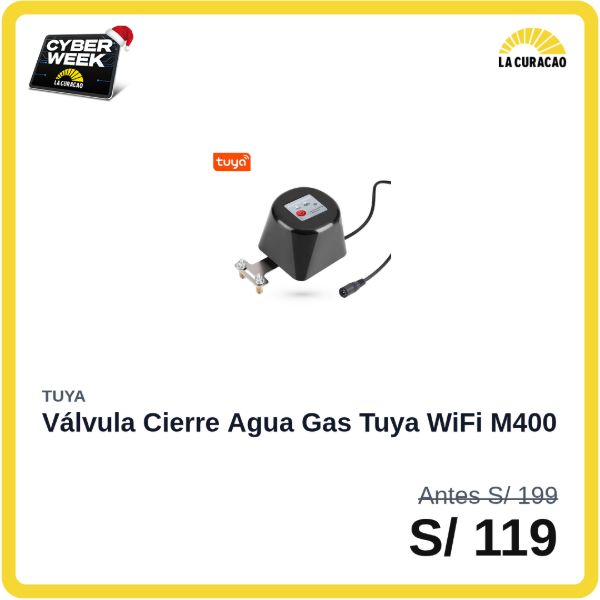 CYBER
WEEK
LA CURACAO
LA CURACAO
tuya
TUYA
Válvula Cierre Agua Gas Tuya WiFi M400
Antes S/ 199
S/ 119